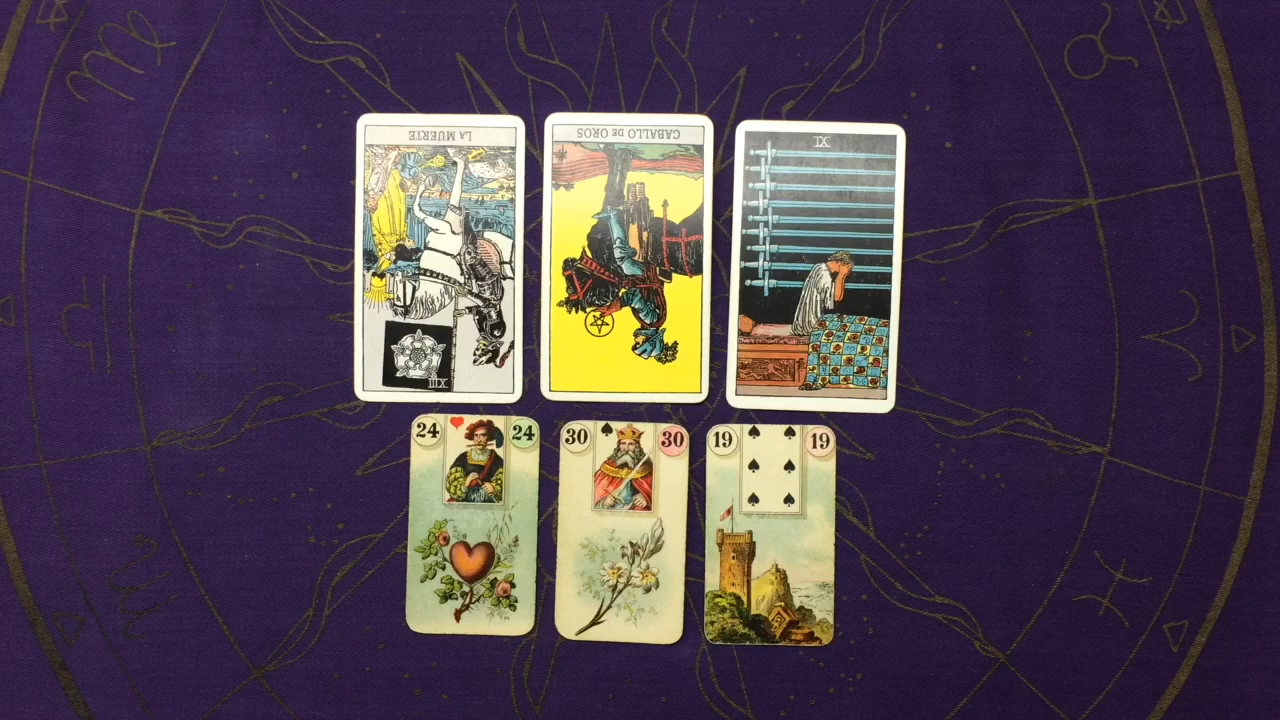 LA MUERTE
CABALLO DE OROS
IX
XIII
24 24
30 30
19 19